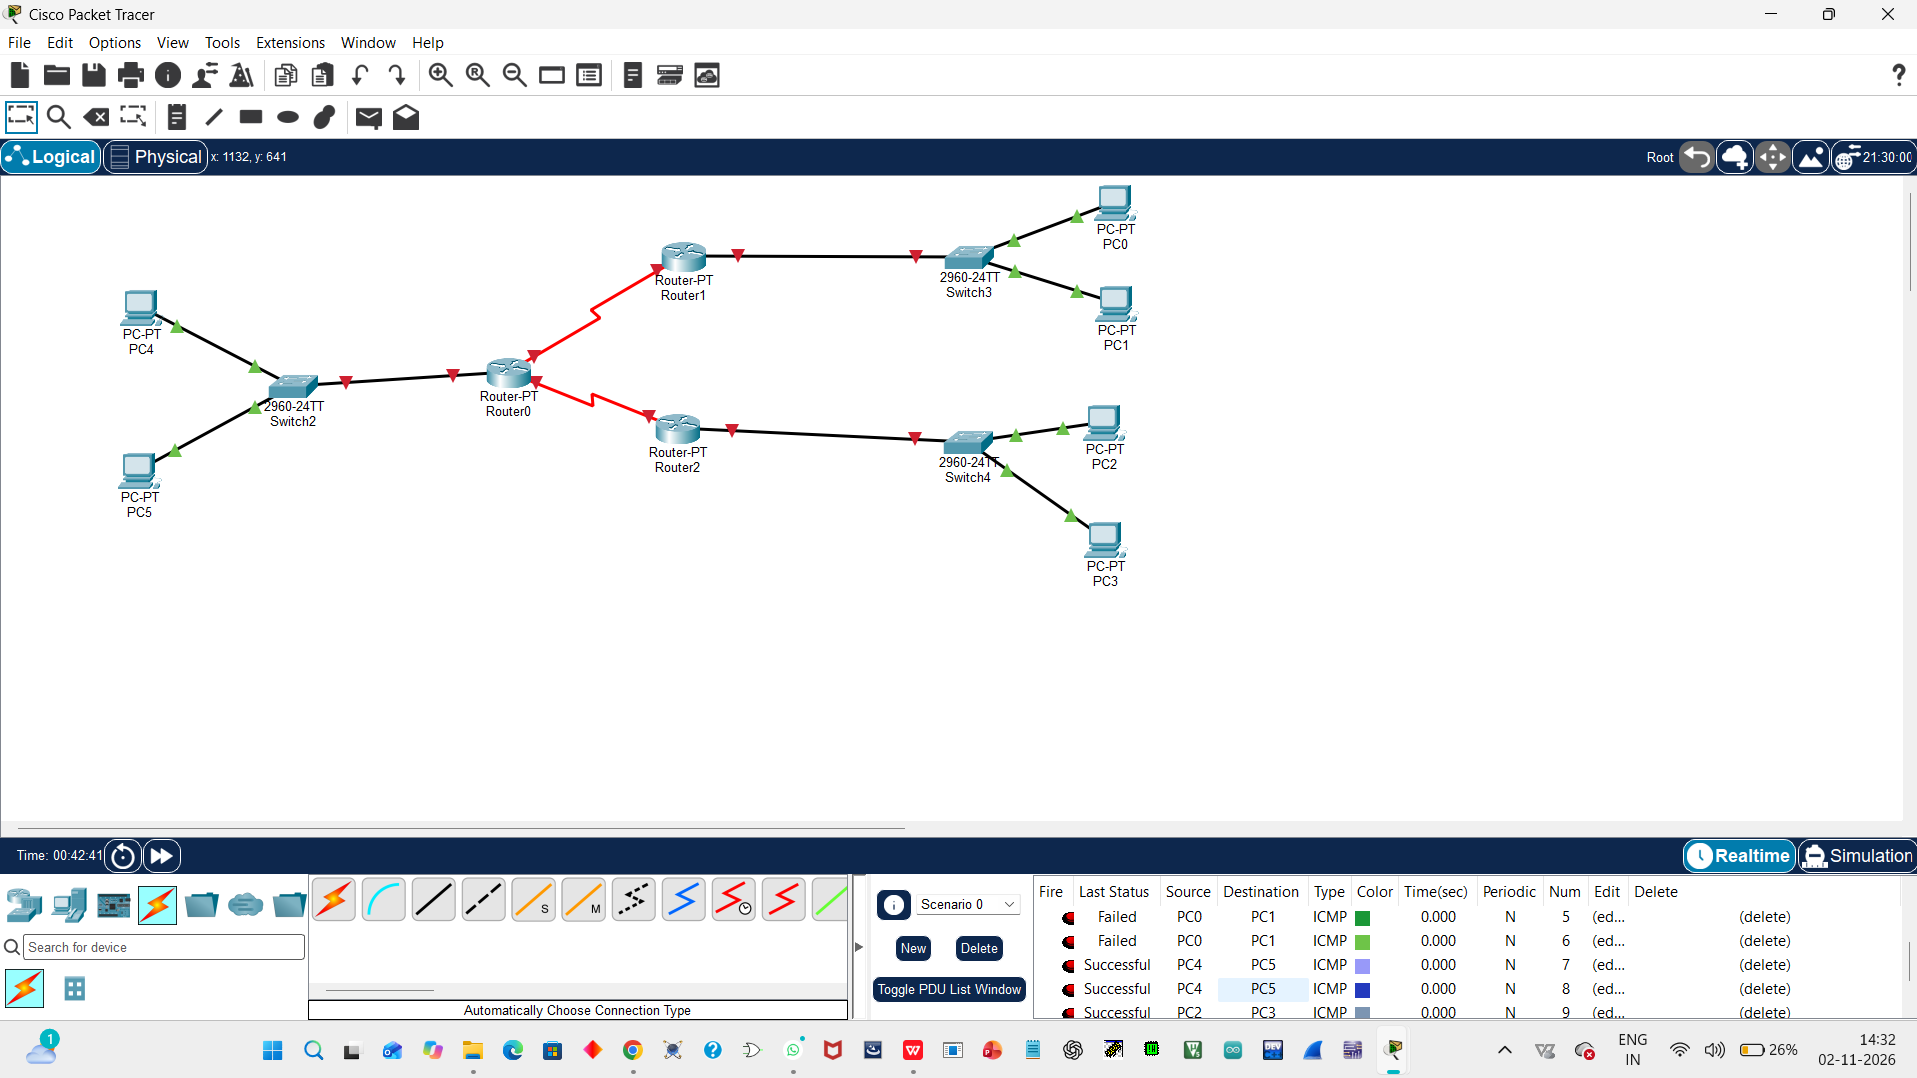 Cisco Packet Tracer
File Edit Options View Tools Extensions Window Help
?
Logical Physical x: 1132, y: 641 Root 21:30:00
PC-PT
PC0
Router-PT
Router1
2960-24TT
Switch3
PC-PT
PC1
PC-PT
PC4
Router-PT
Router0
2960-24TT
Switch2
PC-PT
PC2
Router-PT
Router2
2960-24TT
Switch4
PC-PT
PC5
PC-PT
PC3
Time: 00:42:41 Realtime Simulation
S M
Search for device
Automatically Choose Connection Type
Scenario 0
New Delete
Toggle PDU List Window
Fire Last Status Source Destination Type Color Time(sec) Periodic Num Edit Delete
Failed PC0 PC1 ICMP 0.000 N 5 (ed... (delete)
Failed PC0 PC1 ICMP 0.000 N 6 (ed... (delete)
Successful PC4 PC5 ICMP 0.000 N 7 (ed... (delete)
Successful PC4 PC5 ICMP 0.000 N 8 (ed... (delete)
Successful PC2 PC3 ICMP 0.000 N 9 (ed... (delete)
1
ENG
IN
26%
14:32
02-11-2026